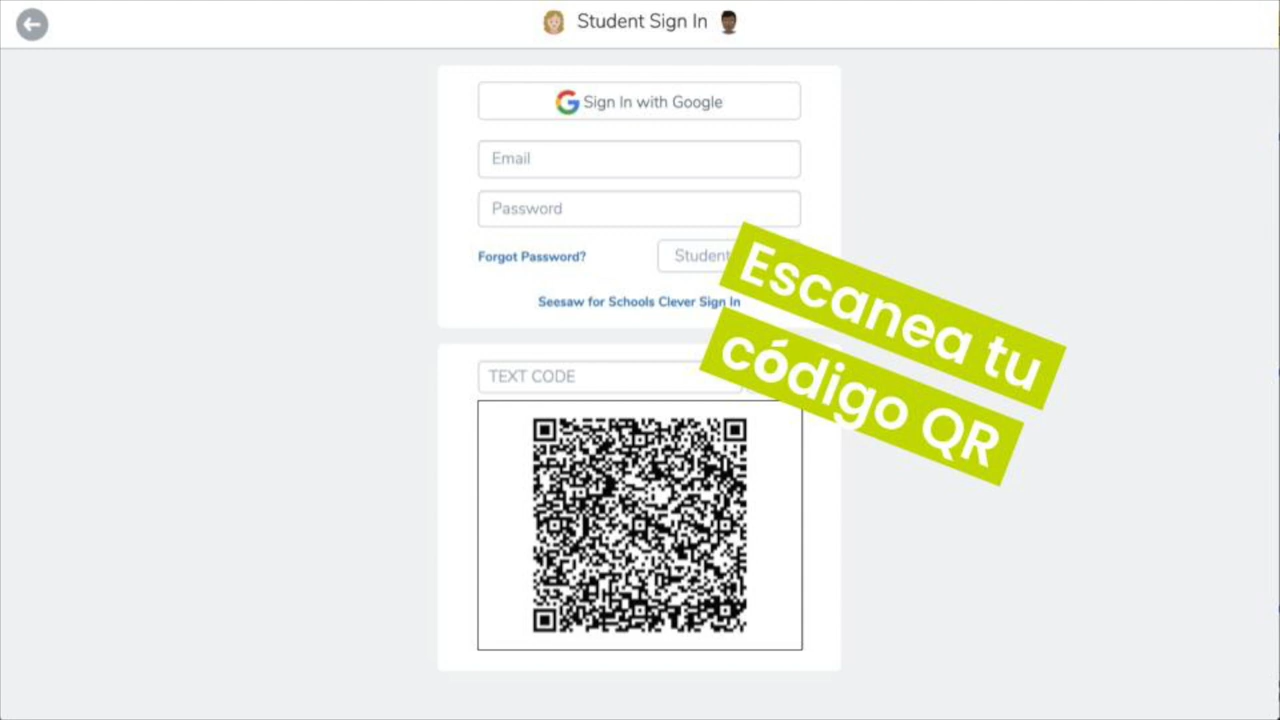 Student Sign In
Sign In with Google
Email
Password
Forgot Password?
Student
Seesaw for Schools Clever Sign In
Escanea tu
código QR
TEXT CODE